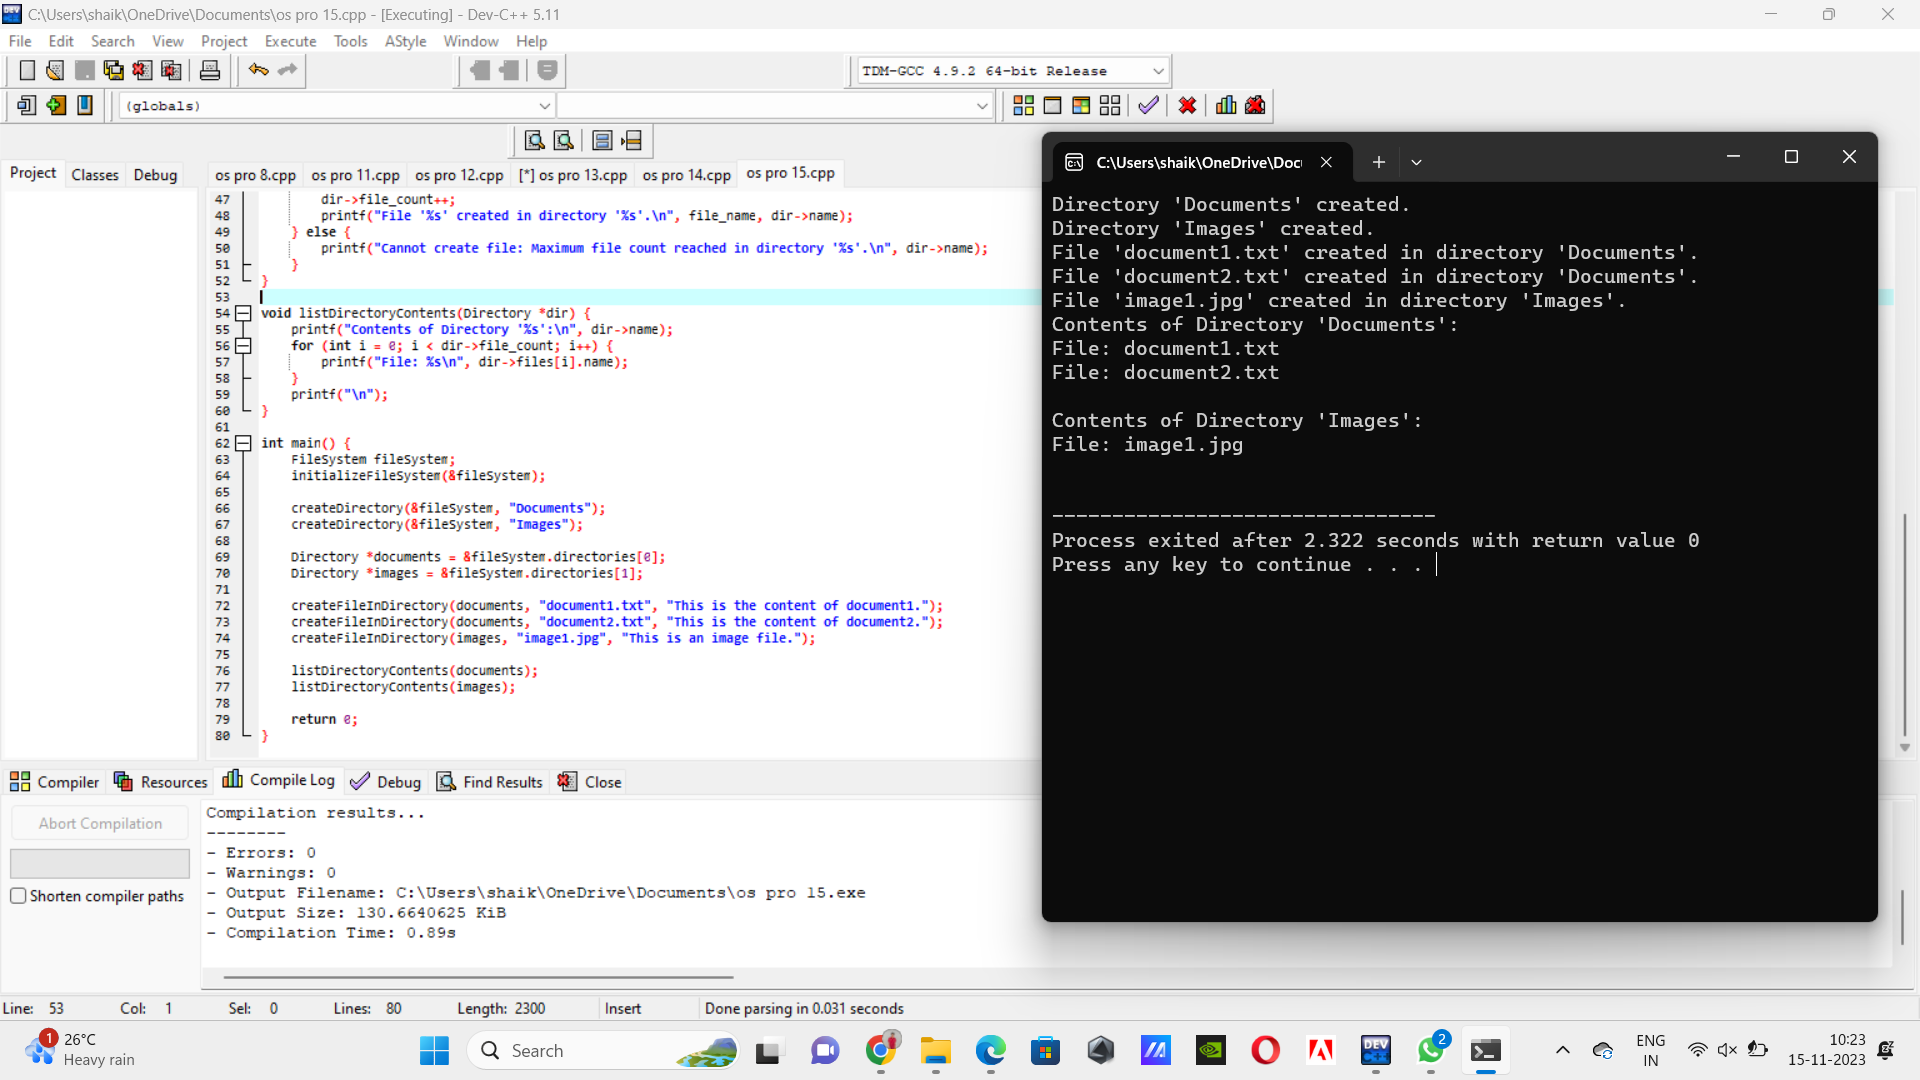 C:\Users\shaik\OneDrive\Documents\os pro 15.cpp - [Executing] - Dev-C++ 5.11
File Edit Search View Project Execute Tools AStyle Window Help
TDM-GCC 4.9.2 64-bit Release
(globals)
Project Classes Debug
os pro 8.cpp os pro 11.cpp os pro 12.cpp [*] os pro 13.cpp os pro 14.cpp os pro 15.cpp
47 dir->file_count++;
48 printf("File '%s' created in directory '%s'.\n", file_name, dir->name);
49 } else {
50 printf("Cannot create file: Maximum file count reached in directory '%s'.\n", dir->name);
51 }
52 }
53
54 void listDirectoryContents(Directory *dir) {
55 printf("Contents of Directory '%s':\n", dir->name);
56 for (int i = 0; i < dir->file_count; i++) {
57 printf("File: %s\n", dir->files[i].name);
58 }
59 printf("\n");
60 }
61
62 int main() {
63 FileSystem fileSystem;
64 initializeFileSystem(&fileSystem);
65
66 createDirectory(&fileSystem, "Documents");
67 createDirectory(&fileSystem, "Images");
68
69 Directory *documents = &fileSystem.directories[0];
70 Directory *images = &fileSystem.directories[1];
71
72 createFileInDirectory(documents, "document1.txt", "This is the content of document1.");
73 createFileInDirectory(documents, "document2.txt", "This is the content of document2.");
74 createFileInDirectory(images, "image1.jpg", "This is an image file.");
75
76 listDirectoryContents(documents);
77 listDirectoryContents(images);
78
79 return 0;
80 }
C:\Users\shaik\OneDrive\Doc
Directory 'Documents' created.
Directory 'Images' created.
File 'document1.txt' created in directory 'Documents'.
File 'document2.txt' created in directory 'Documents'.
File 'image1.jpg' created in directory 'Images'.
Contents of Directory 'Documents':
File: document1.txt
File: document2.txt
Contents of Directory 'Images':
File: image1.jpg
--------------------------------
Process exited after 2.322 seconds with return value 0
Press any key to continue . . .
Compiler Resources Compile Log Debug Find Results Close
Abort Compilation
Shorten compiler paths
Compilation results...
--------
- Errors: 0
- Warnings: 0
- Output Filename: C:\Users\shaik\OneDrive\Documents\os pro 15.exe
- Output Size: 130.6640625 KiB
- Compilation Time: 0.89s
Line: 53 Col: 1 Sel: 0 Lines: 80 Length: 2300 Insert Done parsing in 0.031 seconds
1
26°C
Heavy rain
Search
DEV
C++
2
ENG
IN
10:23
15-11-2023